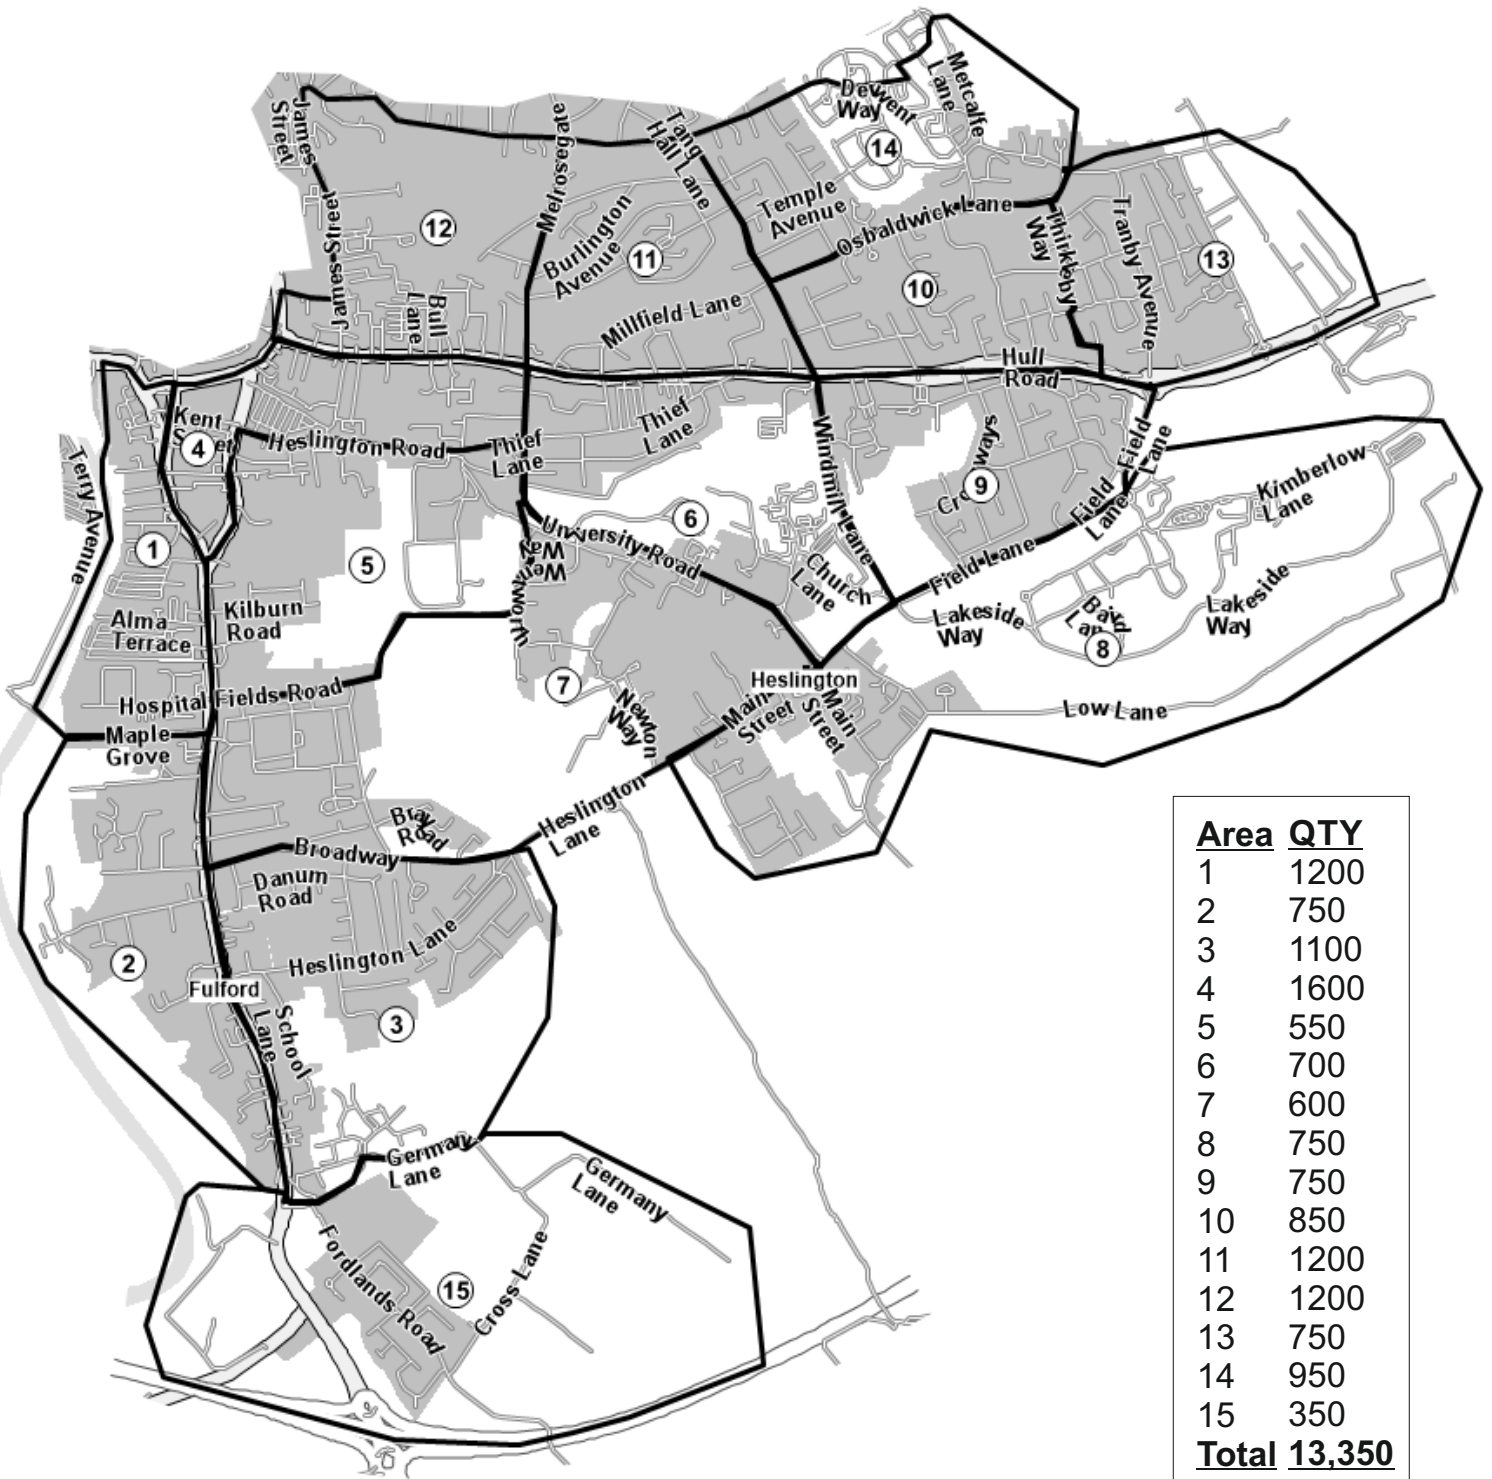 James
Street
James Street
Melrosegate
Tang
Hall Lane
Derwent
Way
Metcalfe
Lane
14
Temple
Avenue
Osbaldwick Lane
Thirkleby
Way
Tranby Avenue
13
12
Burlington
Avenue
11
10
Bull
Lane
Millfield Lane
Hull
Road
Kent
Street
4
Heslington Road
Thief
Lane
Thief
Lane
Windmill Lane
Crossways
9
Field
Lane
Field
Lane
Kimberlow
Lane
Terry Avenue
1
5
6
University Road
Wentworth
Way
Church
Lane
Field Lane
Lakeside
Way
Baird
Lane
8
Lakeside
Way
Alma
Terrace
Kilburn
Road
Hospital Fields Road
7
Newton
Way
Heslington
Main
Street
Main
Street
Low Lane
Maple
Grove
Bray
Road
Heslington
Lane
Broadway
Danum
Road
Heslington Lane
2
Fulford
School
Lane
3
Germany
Lane
Germany
Lane
Fordlands Road
15
Cross Lane
Area QTY
1 1200
2 750
3 1100
4 1600
5 550
6 700
7 600
8 750
9 750
10 850
11 1200
12 1200
13 750
14 950
15 350
Total 13,350